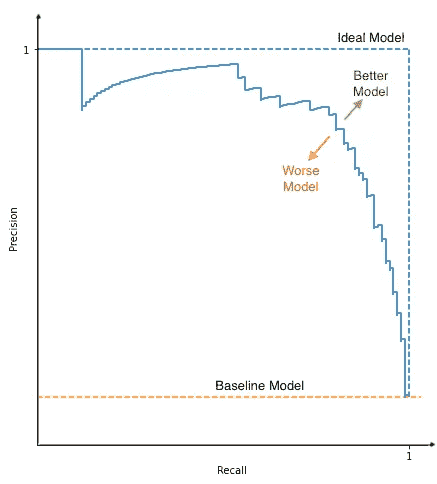 Ideal Model
1
Better
Model
Worse
Model
Precision
Baseline Model
1
Recall